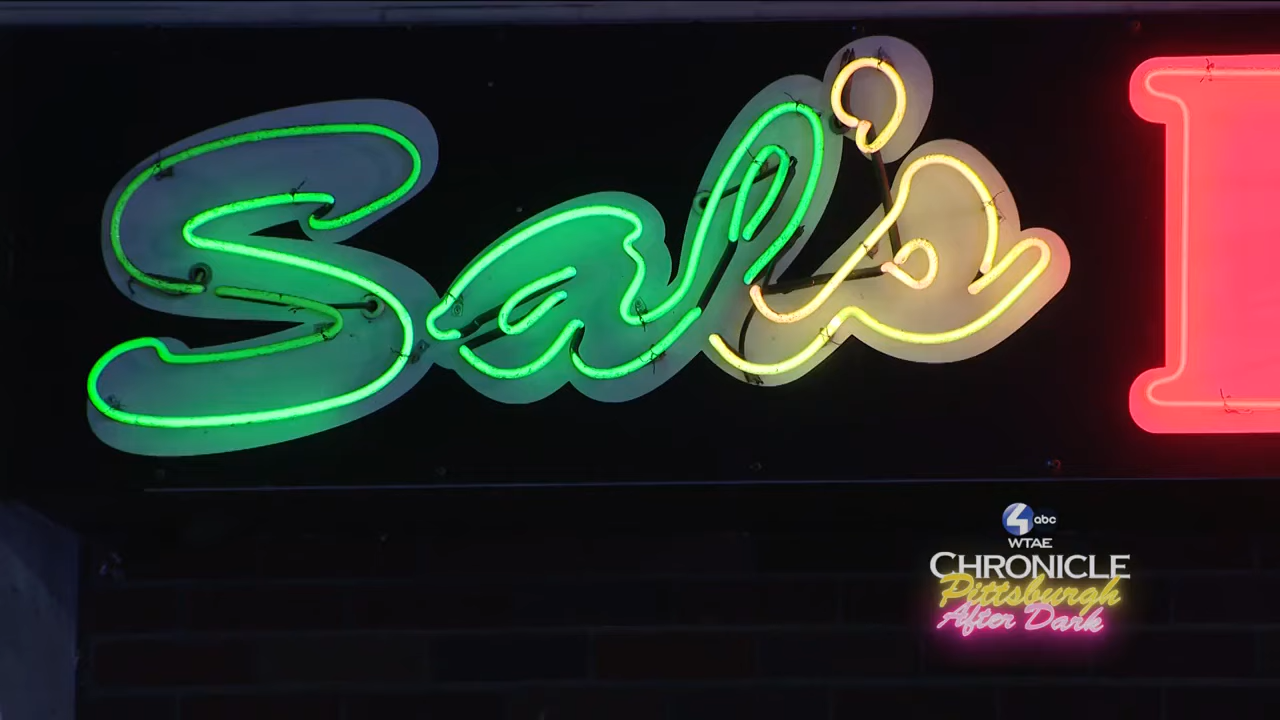 Sal's
4 abc
WTAE
CHRONICLE
Pittsburgh
After Dark